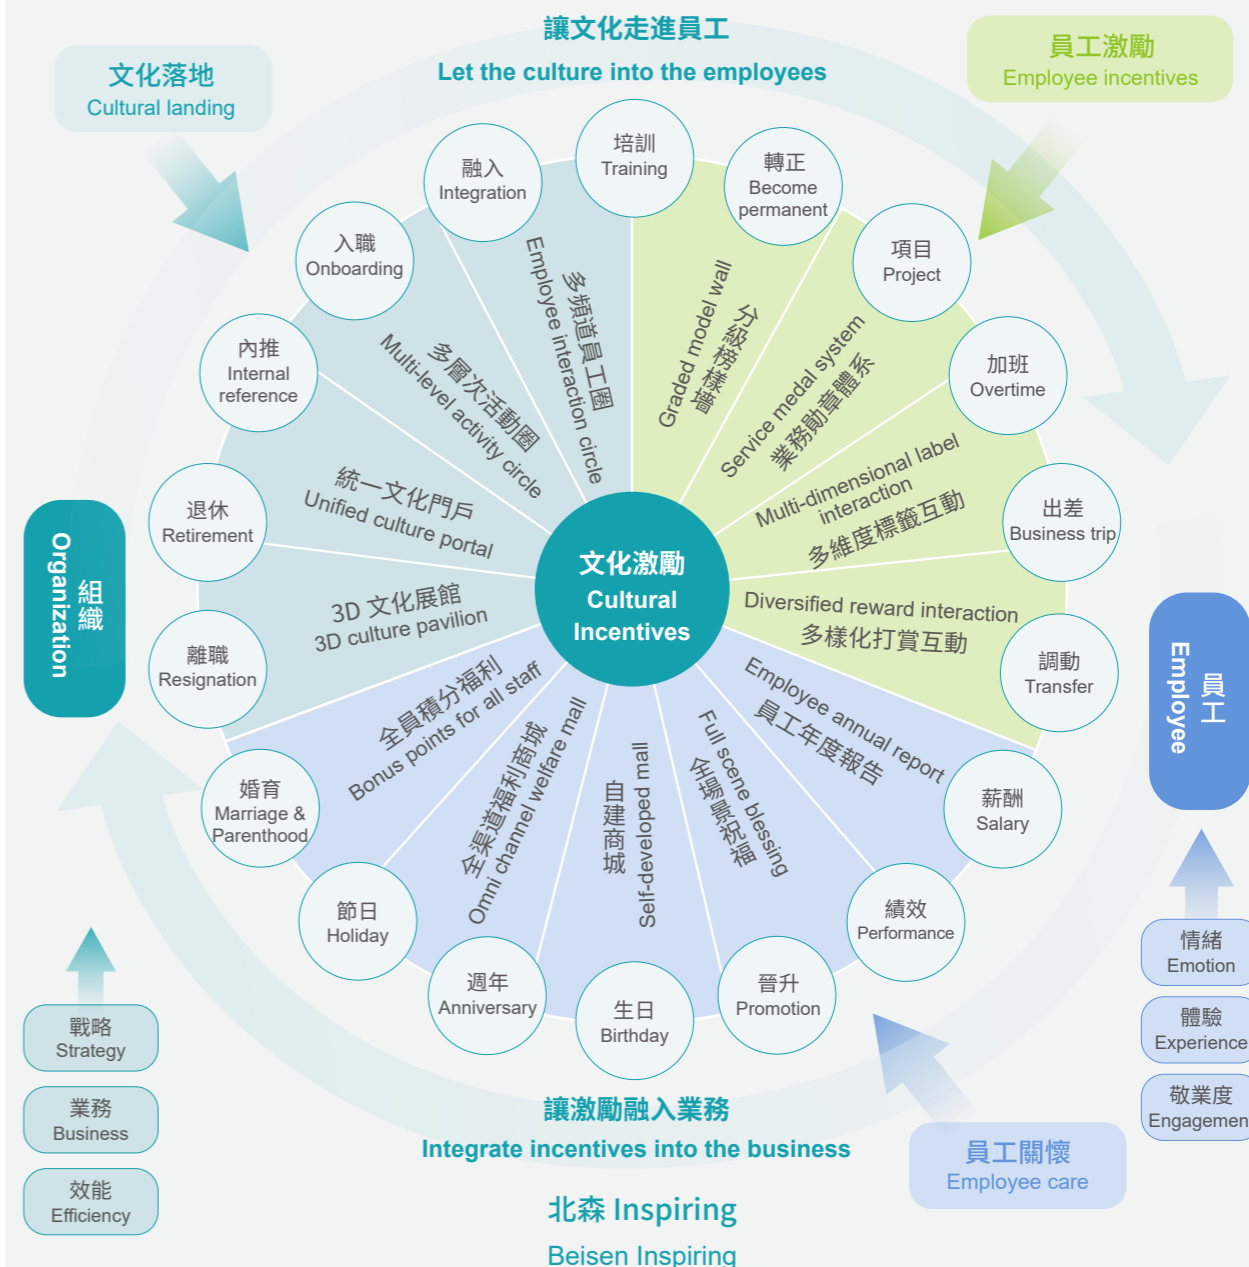 讓文化走進員工
Let the culture into the employees
文化落地
Cultural landing
員工激勵
Employee incentives
培訓
Training
轉正
Become
permanent
項目
Project
加班
Overtime
出差
Business trip
調動
Transfer
薪酬
Salary
績效
Performance
晉升
Promotion
生日
Birthday
週年
Anniversary
節日
Holiday
婚育
Marriage &
Parenthood
離職
Resignation
退休
Retirement
內推
Internal
reference
入職
Onboarding
融入
Integration
多頻道員工圈
Employee interaction circle
分級榜樣墻
Graded model wall
Service medal system
業務勛章體系
Multi-dimensional label
interaction
多維度標籤互動
Diversified reward interaction
多樣化打賞互動
Employee annual report
員工年度報告
Full scene blessing
全場景祝福
Self-developed mall
自建商城
全渠道福利商城
Omni channel welfare mall
全員積分福利
Bonus points for all staff
3D 文化展館
3D culture pavilion
統一文化門戶
Unified culture portal
多層次活動圈
Multi-level activity circle
文化激勵
Cultural
Incentives
組織
Organization
員工
Employee
戰略
Strategy
業務
Business
效能
Efficiency
情緒
Emotion
體驗
Experience
敬業度
Engagemen
讓激勵融入業務
Integrate incentives into the business
員工關懷
Employee care
北森 Inspiring
Beisen Inspiring